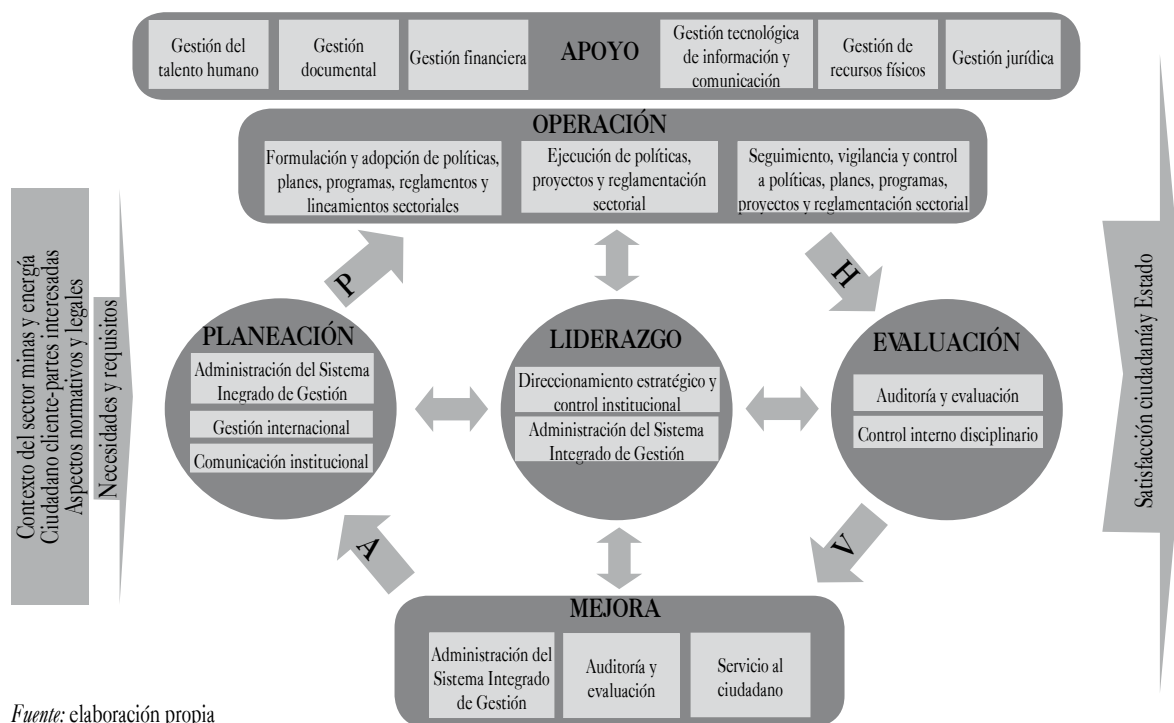 Gestión del
talento humano
Gestión
documental
Gestión financiera
APOYO
Gestión tecnológica
de información y
comunicación
Gestión de
recursos físicos
Gestión jurídica
OPERACIÓN
Formulación y adopción de políticas,
planes, programas, reglamentos y
lineamientos sectoriales
Ejecución de políticas,
proyectos y reglamentación
sectorial
Seguimiento, vigilancia y control
a políticas, planes, programas,
proyectos y reglamentación sectorial
Contexto del sector minas y energía
Ciudadano cliente-partes interesadas
Aspectos normativos y legales
Necesidades y requisitos
P
H
PLANEACIÓN
Administración del Sistema
Inegrado de Gestión
Gestión internacional
Comunicación institucional
LIDERAZGO
Direccionamiento estratégico y
control institucional
Administración del Sistema
Integrado de Gestión
EVALUACIÓN
Auditoría y evaluación
Control interno disciplinario
Satisfacción ciudadaníay Estado
A
V
MEJORA
Administración del
Sistema Integrado
de Gestión
Auditoría y
evaluación
Servicio al
ciudadano
Fuente: elaboración propia